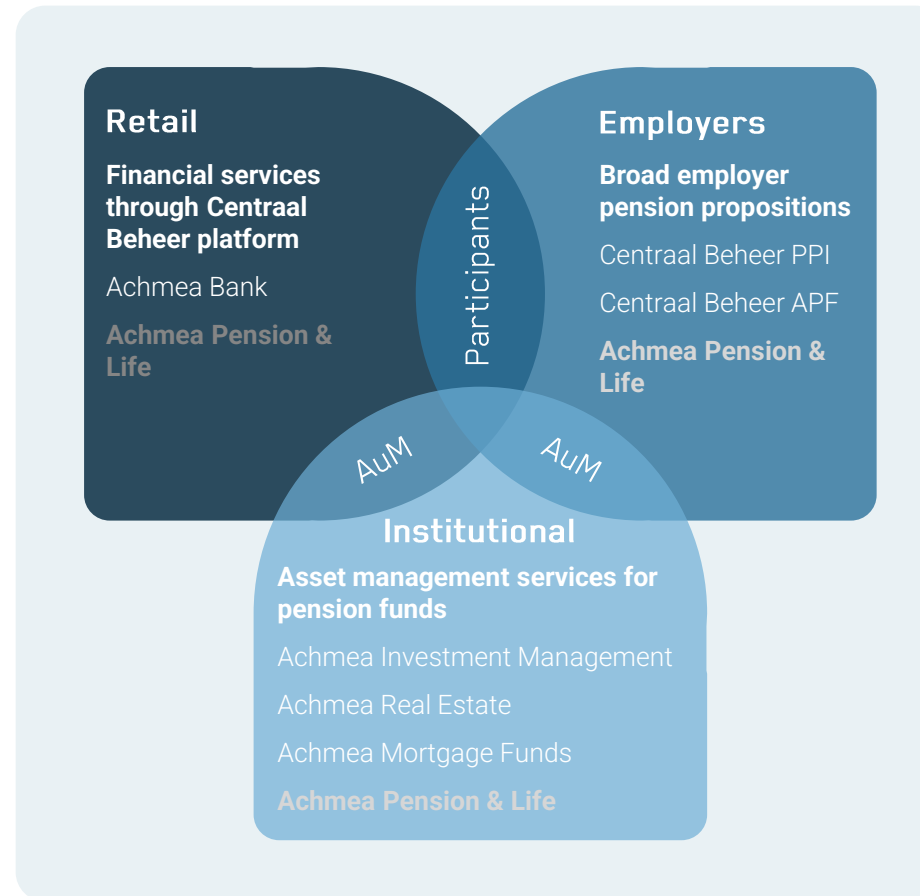 Retail
Financial services
through Centraal
Beheer platform
Achmea Bank
Achmea Pension &
Life
Participants
Employers
Broad employer
pension propositions
Centraal Beheer PPI
Centraal Beheer APF
Achmea Pension &
Life
AuM
AuM
Institutional
Asset management services for
pension funds
Achmea Investment Management
Achmea Real Estate
Achmea Mortgage Funds
Achmea Pension & Life